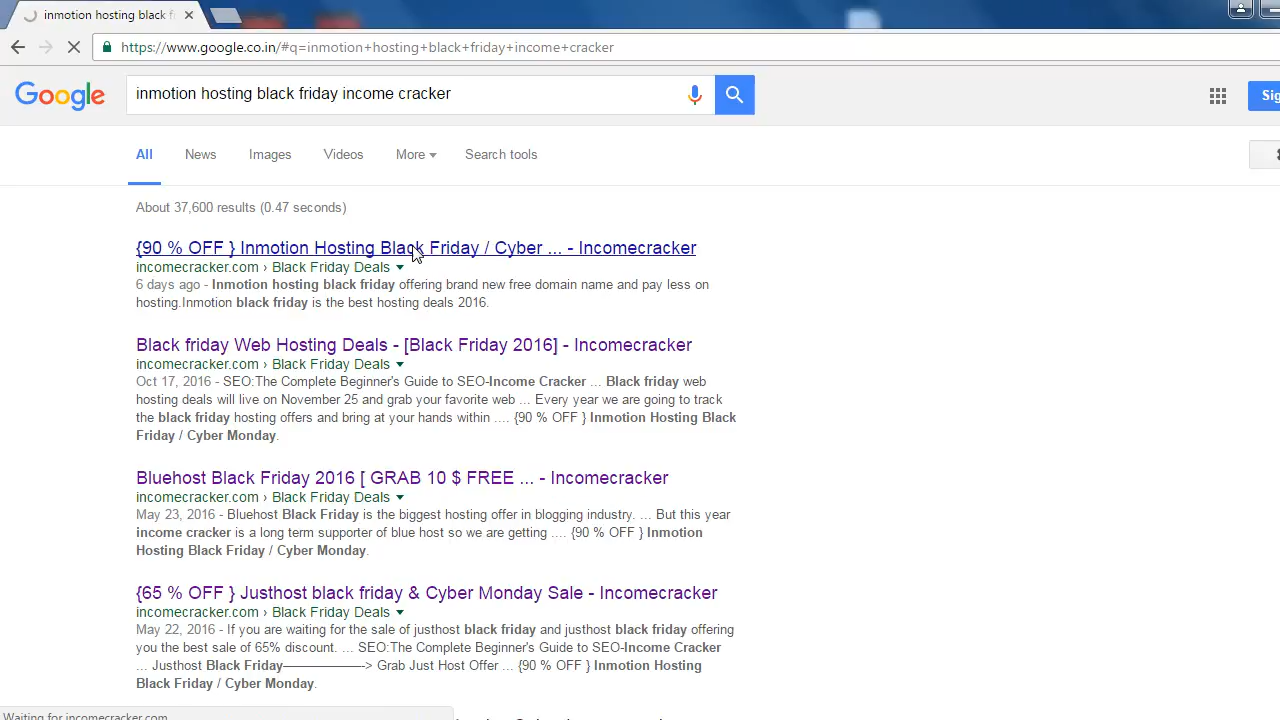 inmotion hosting black f
https://www.google.co.in/#q=inmotion+hosting+black+friday+income+cracker
Google
inmotion hosting black friday income cracker
Sig
All News Images Videos More Search tools
About 37,600 results (0.47 seconds)
{90 % OFF } Inmotion Hosting Black Friday / Cyber ... - Incomecracker
incomecracker.com › Black Friday Deals
6 days ago - Inmotion hosting black friday offering brand new free domain name and pay less on
hosting.Inmotion black friday is the best hosting deals 2016.
Black friday Web Hosting Deals - [Black Friday 2016] - Incomecracker
incomecracker.com › Black Friday Deals
Oct 17, 2016 - SEO:The Complete Beginner's Guide to SEO-Income Cracker ... Black friday web
hosting deals will live on November 25 and grab your favorite web ... Every year we are going to track
the black friday hosting offers and bring at your hands within .... {90 % OFF } Inmotion Hosting Black
Friday / Cyber Monday.
Bluehost Black Friday 2016 [ GRAB 10 $ FREE ... - Incomecracker
incomecracker.com › Black Friday Deals
May 23, 2016 - Bluehost Black Friday is the biggest hosting offer in blogging industry. ... But this year
income cracker is a long term supporter of blue host so we are getting .... {90 % OFF } Inmotion
Hosting Black Friday / Cyber Monday.
{65 % OFF } Justhost black friday & Cyber Monday Sale - Incomecracker
incomecracker.com › Black Friday Deals
May 22, 2016 - If you are waiting for the sale of justhost black friday and justhost black friday offering
you the best sale of 65% discount. ... SEO:The Complete Beginner's Guide to SEO-Income Cracker
... Justhost Black Friday——————-> Grab Just Host Offer ... {90 % OFF } Inmotion Hosting
Black Friday / Cyber Monday.
Waiting for incomecracker.com